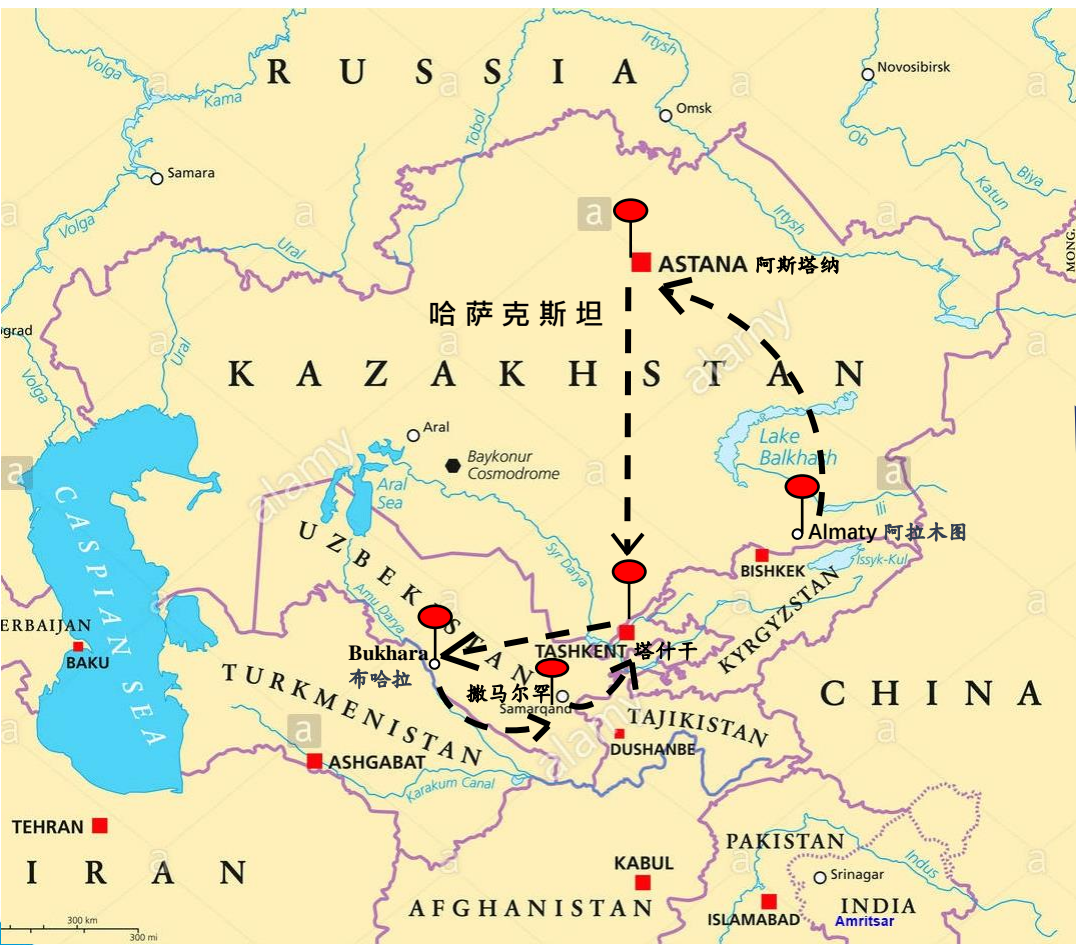 Volga
Kama
R U S S I A
Irtysh
Novosibirsk
Omsk
Tobol
Ob
Samara
Biya
Katun
Volga
Irtysh
Ural
MONG.
ASTANA 阿斯塔纳
哈萨克斯坦
alamy
grad
Ural
K A Z A K H S T A N
Volga
Aral
Lake
Balkhash
Baykonur
Cosmodrome
alamy
Aral
Sea
Ili
CASPIAN SEA
UZBEKISTAN
Almaty 阿拉木图
Syr Darya
Issyk-Kul
BISHKEK
Amu Darya
KYRGYZSTAN
ERBAIJAN
BAKU
Bukhara
布哈拉
TASHKENT 塔什干
TURKMENISTAN
撒马尔罕
Samarqand
C H I N A
TAJIKISTAN
DUSHANBE
alamy
ASHGABAT
Karakum Canal
TEHRAN
PAKISTAN
I R A N
KABUL
Indus
Srinagar
AFGHANISTAN
INDIA
ISLAMABAD
Amritsar
300 km
300 mi